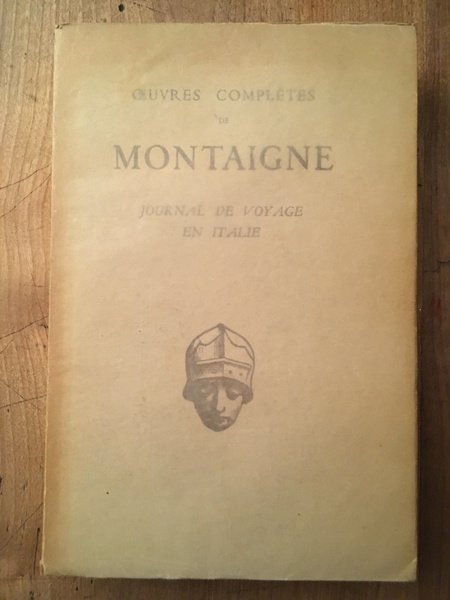 ŒUVRES COMPLÈTES
DE
MONTAIGNE
JOURNAL DE VOYAGE
EN ITALIE